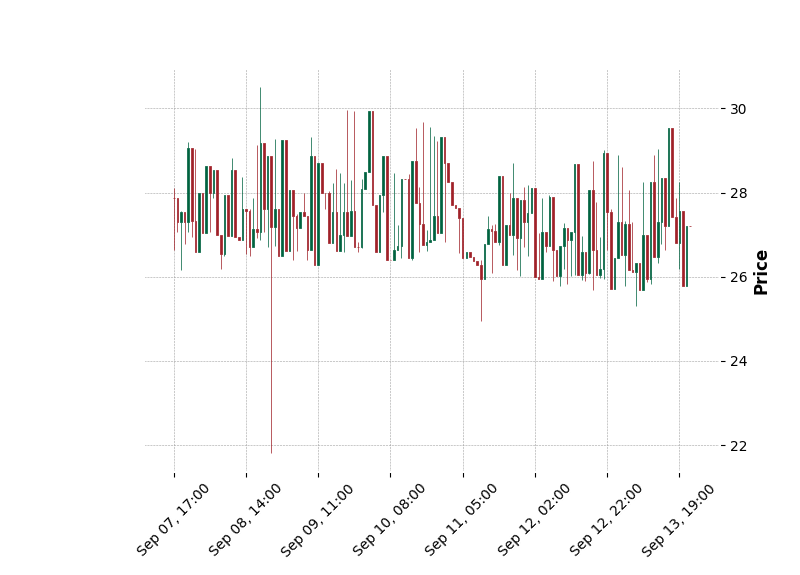 30
28
26
24
22
Price
Sep 07, 17:00
Sep 08, 14:00
Sep 09, 11:00
Sep 10, 08:00
Sep 11, 05:00
Sep 12, 02:00
Sep 12, 22:00
Sep 13, 19:00